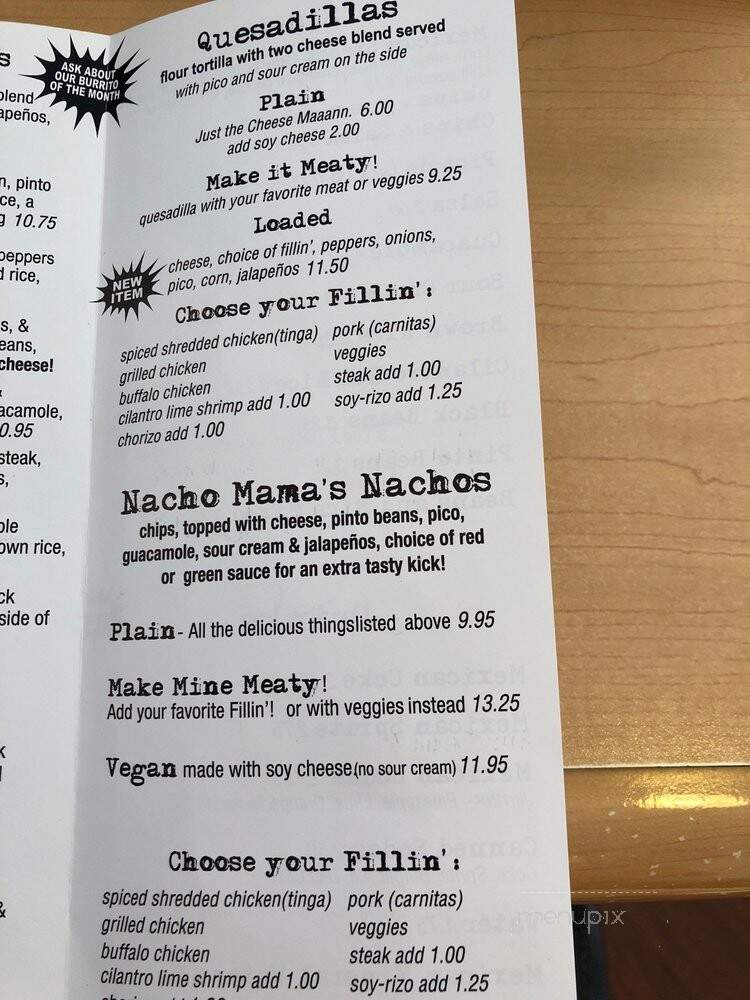 s
ASK ABOUT
OUR BURRITO
OF THE MONTH
blend
apeños,
n, pinto
ce, a
g 10.75
peppers
d rice,
s, &
eans,
cheese!
&
acamole,
0.95
steak,
s,
ole
own rice,
ck
side of
k
&
Quesadillas
flour tortilla with two cheese blend served
with pico and sour cream on the side
Plain
Just the Cheese Maaann. 6.00
add soy cheese 2.00
Make it Meaty!
quesadilla with your favorite meat or veggies 9.25
Loaded
cheese, choice of fillin', peppers, onions,
pico, corn, jalapeños 11.50
NEW
ITEM
Choose your Fillin':
spiced shredded chicken(tinga) pork (carnitas)
grilled chicken veggies
buffalo chicken steak add 1.00
cilantro lime shrimp add 1.00 soy-rizo add 1.25
chorizo add 1.00
Nacho Mama's Nachos
chips, topped with cheese, pinto beans, pico,
guacamole, sour cream & jalapeños, choice of red
or green sauce for an extra tasty kick!
Plain - All the delicious thingslisted above 9.95
Make Mine Meaty!
Add your favorite Fillin'! or with veggies instead 13.25
Vegan made with soy cheese(no sour cream) 11.95
Choose your Fillin':
spiced shredded chicken(tinga) pork (carnitas)
grilled chicken veggies
buffalo chicken steak add 1.00
cilantro lime shrimp add 1.00 soy-rizo add 1.25
menupix